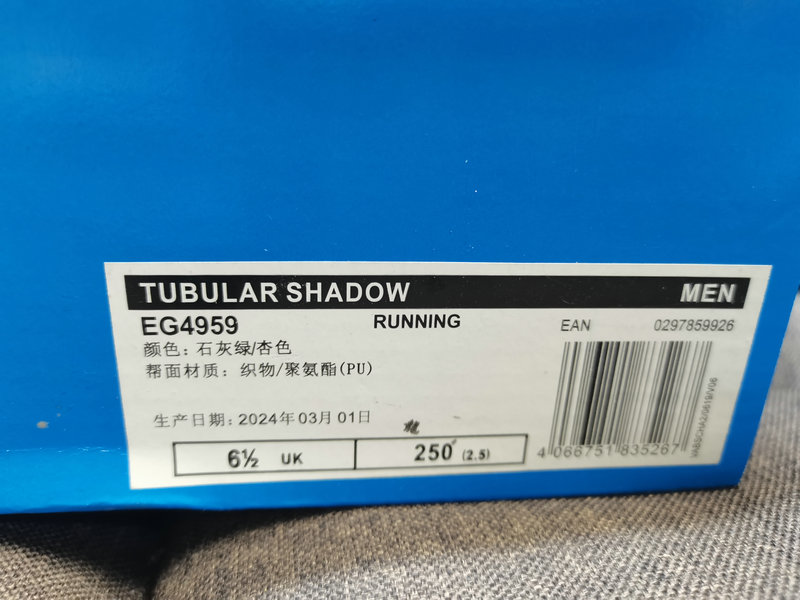 TUBULAR SHADOW MEN
EG4959 RUNNING EAN 0297859926
颜色：石灰绿/杏色
帮面材质：织物/聚氨酯(PU)
生产日期：2024年03月01日
6½ UK 250 (2.5)
4 066751 835267